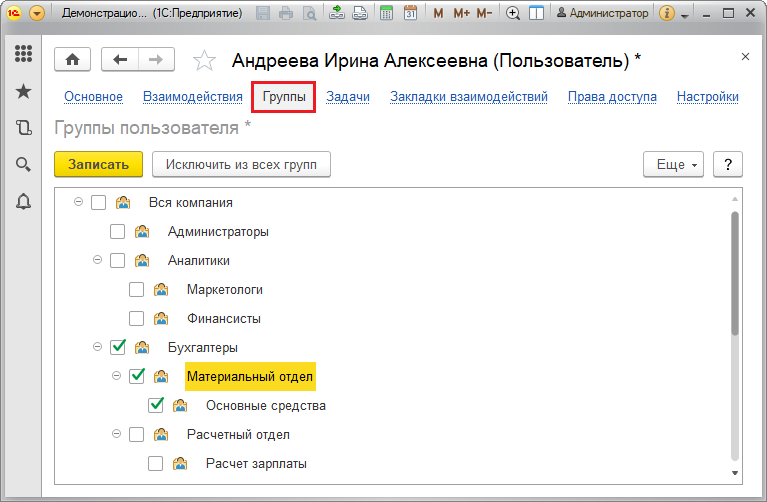 1С Демонстрацио... (1С:Предприятие) 31 M M+ M- Администратор i
Андреева Ирина Алексеевна (Пользователь) *
Основное Взаимодействия Группы Задачи Закладки взаимодействий Права доступа Настройки
Группы пользователя *
Записать Исключить из всех групп Еще ?
Вся компания
Администраторы
Аналитики
Маркетологи
Финансисты
Бухгалтеры
Материальный отдел
Основные средства
Расчетный отдел
Расчет зарплаты